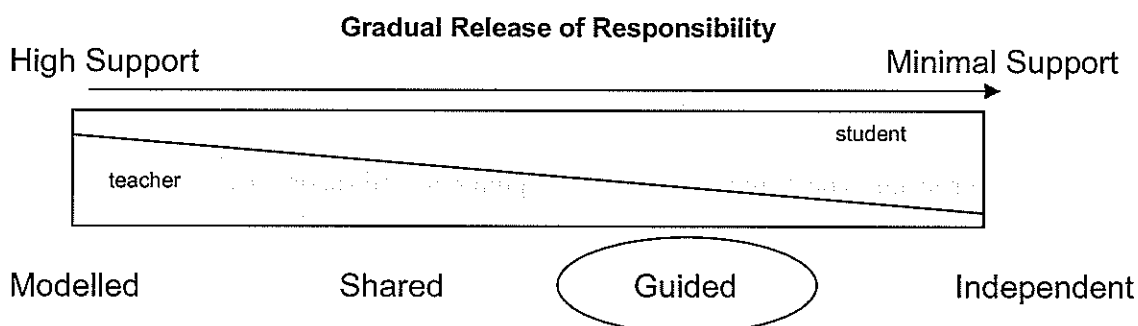 Gradual Release of Responsibility
High Support Minimal Support
student
teacher
Modelled Shared Guided Independent